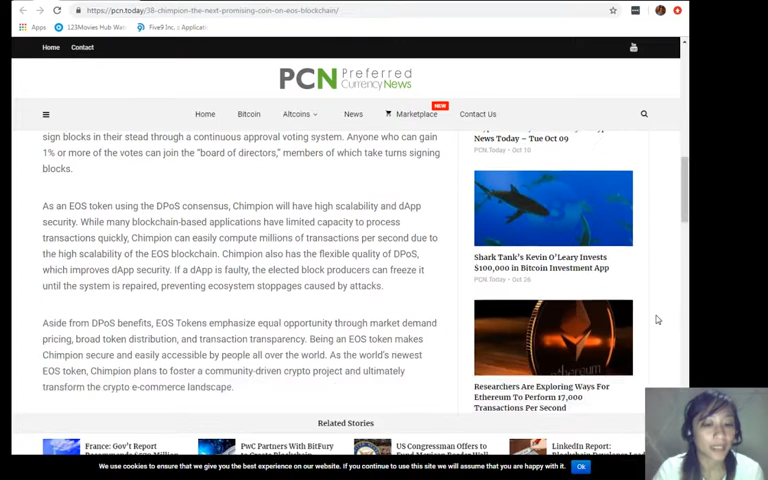 https://pcn.today/38-chimpion-the-next-promising-coin-on-eos-blockchain/
Apps
123Movies Hub Wat
Five9 Inc. : Applicati
Home
Contact
PCN Preferred
Currency News
Home
Bitcoin
Altcoins
News
Marketplace
NEW
Contact Us
sign blocks in their stead through a continuous approval voting system. Anyone who can gain
1% or more of the votes can join the “board of directors,” members of which take turns signing
blocks.
As an EOS token using the DPoS consensus, Chimpion will have high scalability and dApp
security. While many blockchain-based applications have limited capacity to process
transactions quickly, Chimpion can easily compute millions of transactions per second due to
the high scalability of the EOS blockchain. Chimpion also has the flexible quality of DPoS,
which improves dApp security. If a dApp is faulty, the elected block producers can freeze it
until the system is repaired, preventing ecosystem stoppages caused by attacks.
Aside from DPoS benefits, EOS Tokens emphasize equal opportunity through market demand
pricing, broad token distribution, and transaction transparency. Being an EOS token makes
Chimpion secure and easily accessible by people all over the world. As the world’s newest
EOS token, Chimpion plans to foster a community-driven crypto project and ultimately
transform the crypto e-commerce landscape.
News Today – Tue Oct 09
PCN.Today - Oct 10
Shark Tank’s Kevin O’Leary Invests
$100,000 in Bitcoin Investment App
PCN.Today - Oct 26
ethereum
Researchers Are Exploring Ways For
Ethereum To Perform 17,000
Transactions Per Second
Related Stories
France: Gov’t Report
PwC Partners With BitFury
US Congressman Offers to
LinkedIn Report:
We use cookies to ensure that we give you the best experience on our website. If you continue to use this site we will assume that you are happy with it.
Ok